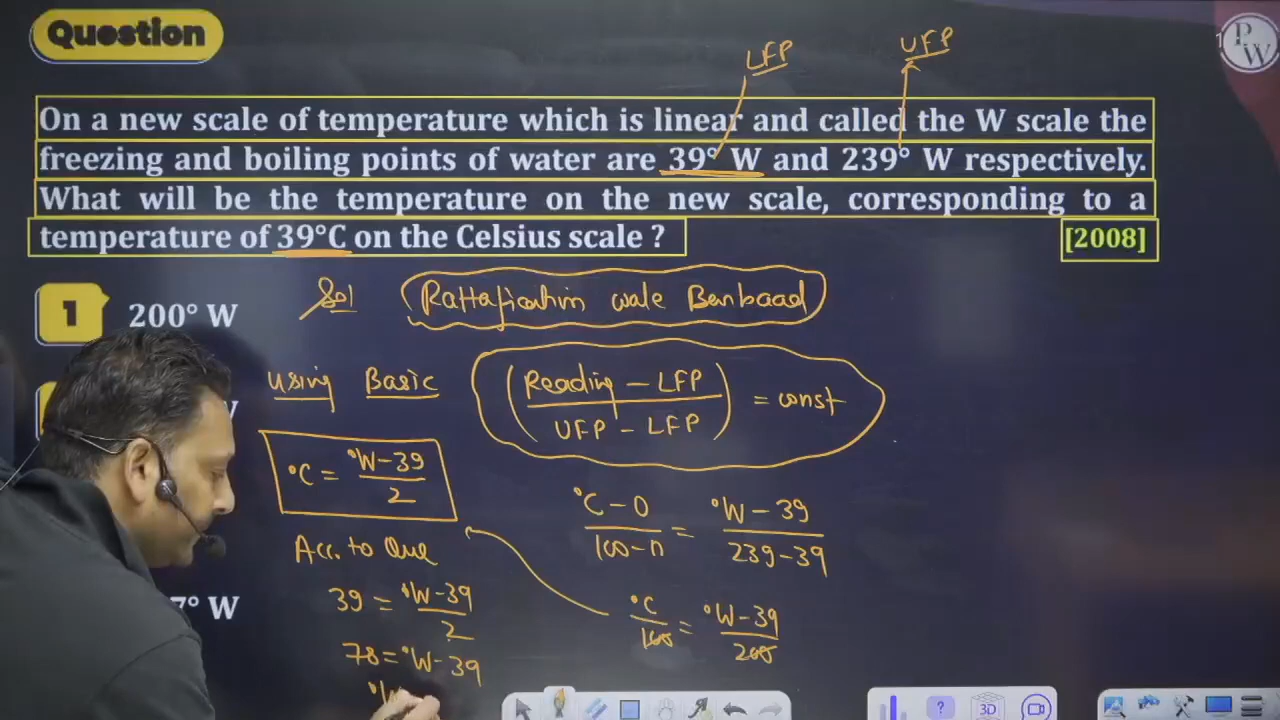 Question
LFP
UFP
PW
On a new scale of temperature which is linear and called the W scale the
freezing and boiling points of water are 39° W and 239° W respectively.
What will be the temperature on the new scale, corresponding to a
temperature of 39°C on the Celsius scale ?
[2008]
1
200° W
Sol
Rattafication wale Benbaad
Using Basic
(Reading - LFP / UFP - LFP) = const
°C = °W-39 / 2
°C - 0 / 100 - 0 = °W - 39 / 239-39
Acc. to Que
39 = °W-39 / 2
°C / 100 = °W-39 / 200
7° W
78 = °W - 39
°W
?
3D